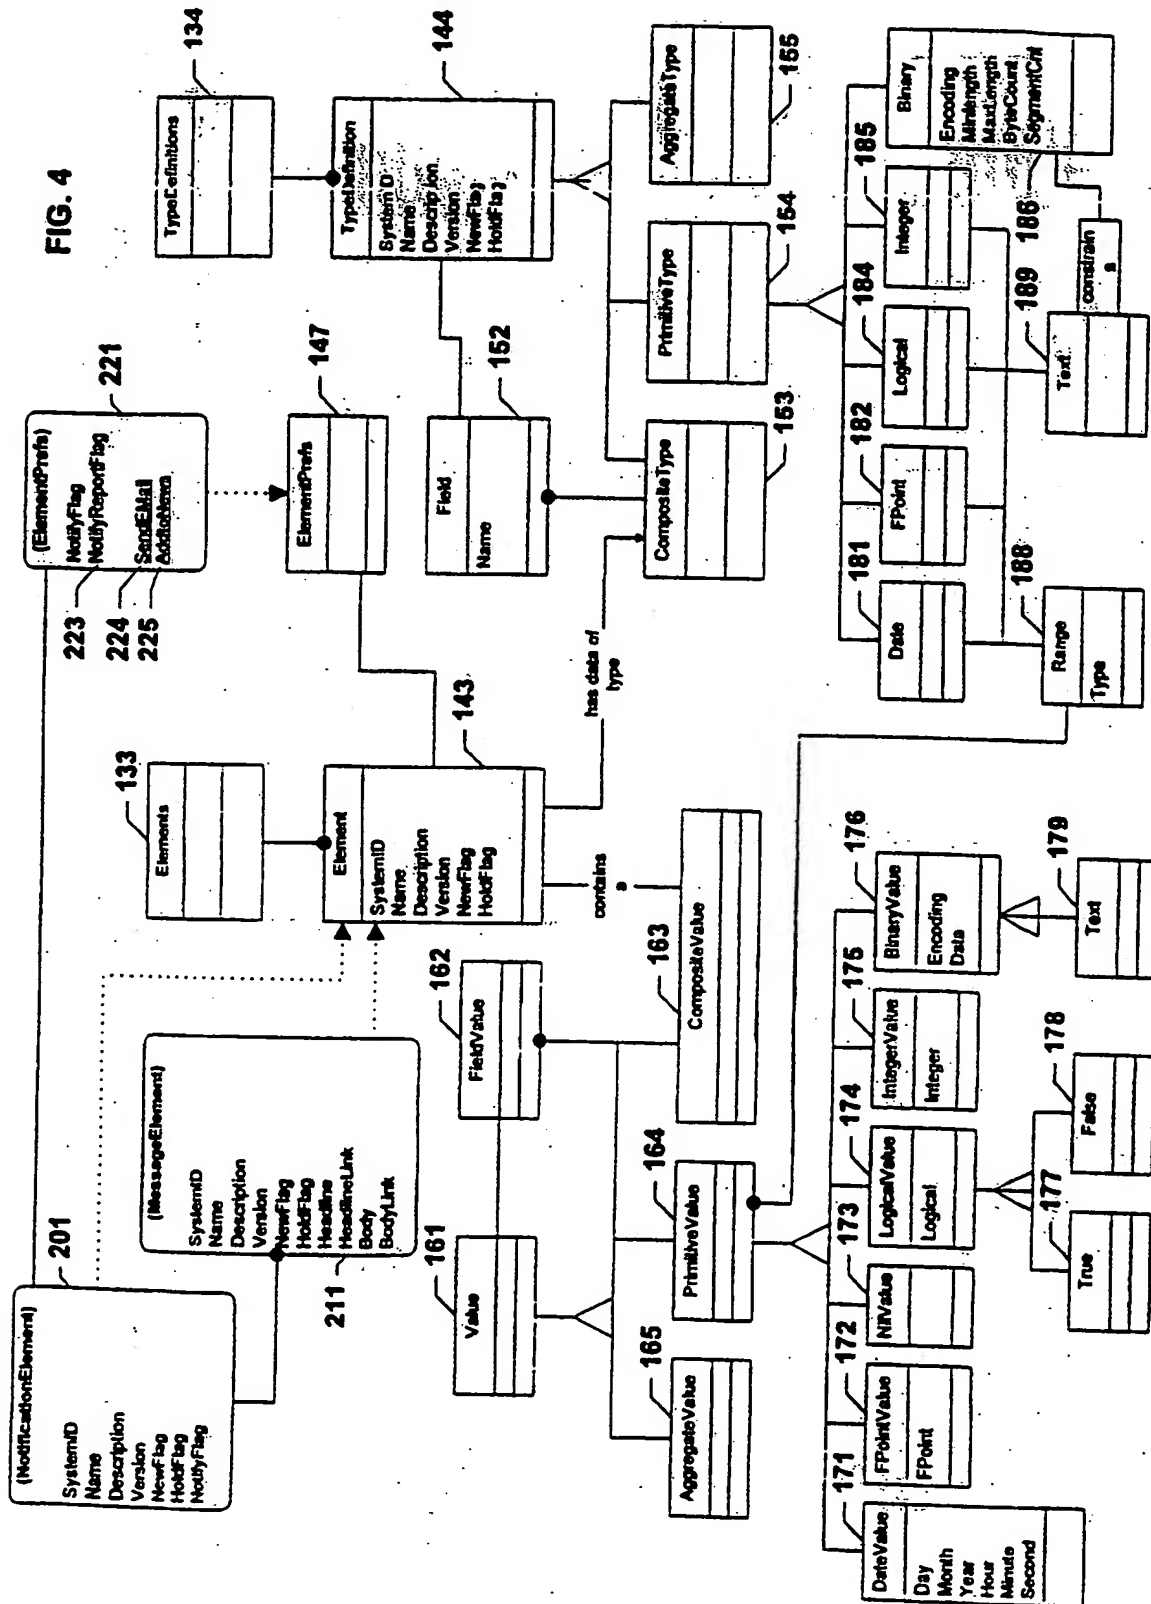 FIG. 4
(NotificationElement)
SystemID
Name
Description
Version
NewFlag
HoldFlag
NotifyFlag
201
(MessageElement)
SystemID
Name
Description
Version
NewFlag
HoldFlag
Headline
HeadlineLink
Body
BodyLink
211
(ElementPrefs)
NotifyFlag
NotifyReportFlag
SendEMail
AddtoNews
221
223
224
225
Elements
133
Element
SystemID
Name
Description
Version
NewFlag
HoldFlag
143
ElementPrefs
147
TypeDefinitions
134
TypeDefinition
SystemID
Name
Description
Version
NewFlag
HoldFlag
144
Field
Name
152
contains
a
has data of
type
Value
161
FieldValue
162
AggregateValue
165
PrimitiveValue
164
CompositeValue
163
CompositeType
153
PrimitiveType
154
AggregateType
155
DateValue
Day
Month
Year
Hour
Minute
Second
171
FPointValue
FPoint
172
NilValue
173
LogicalValue
Logical
174
IntegerValue
Integer
175
BinaryValue
Encoding
Data
176
True
177
False
178
Text
179
Date
181
FPoint
182
Logical
184
Integer
185
Binary
Encoding
MinLength
MaxLength
ByteCount
SegmentCnt
186
Range
Type
188
Text
189
constrain
s